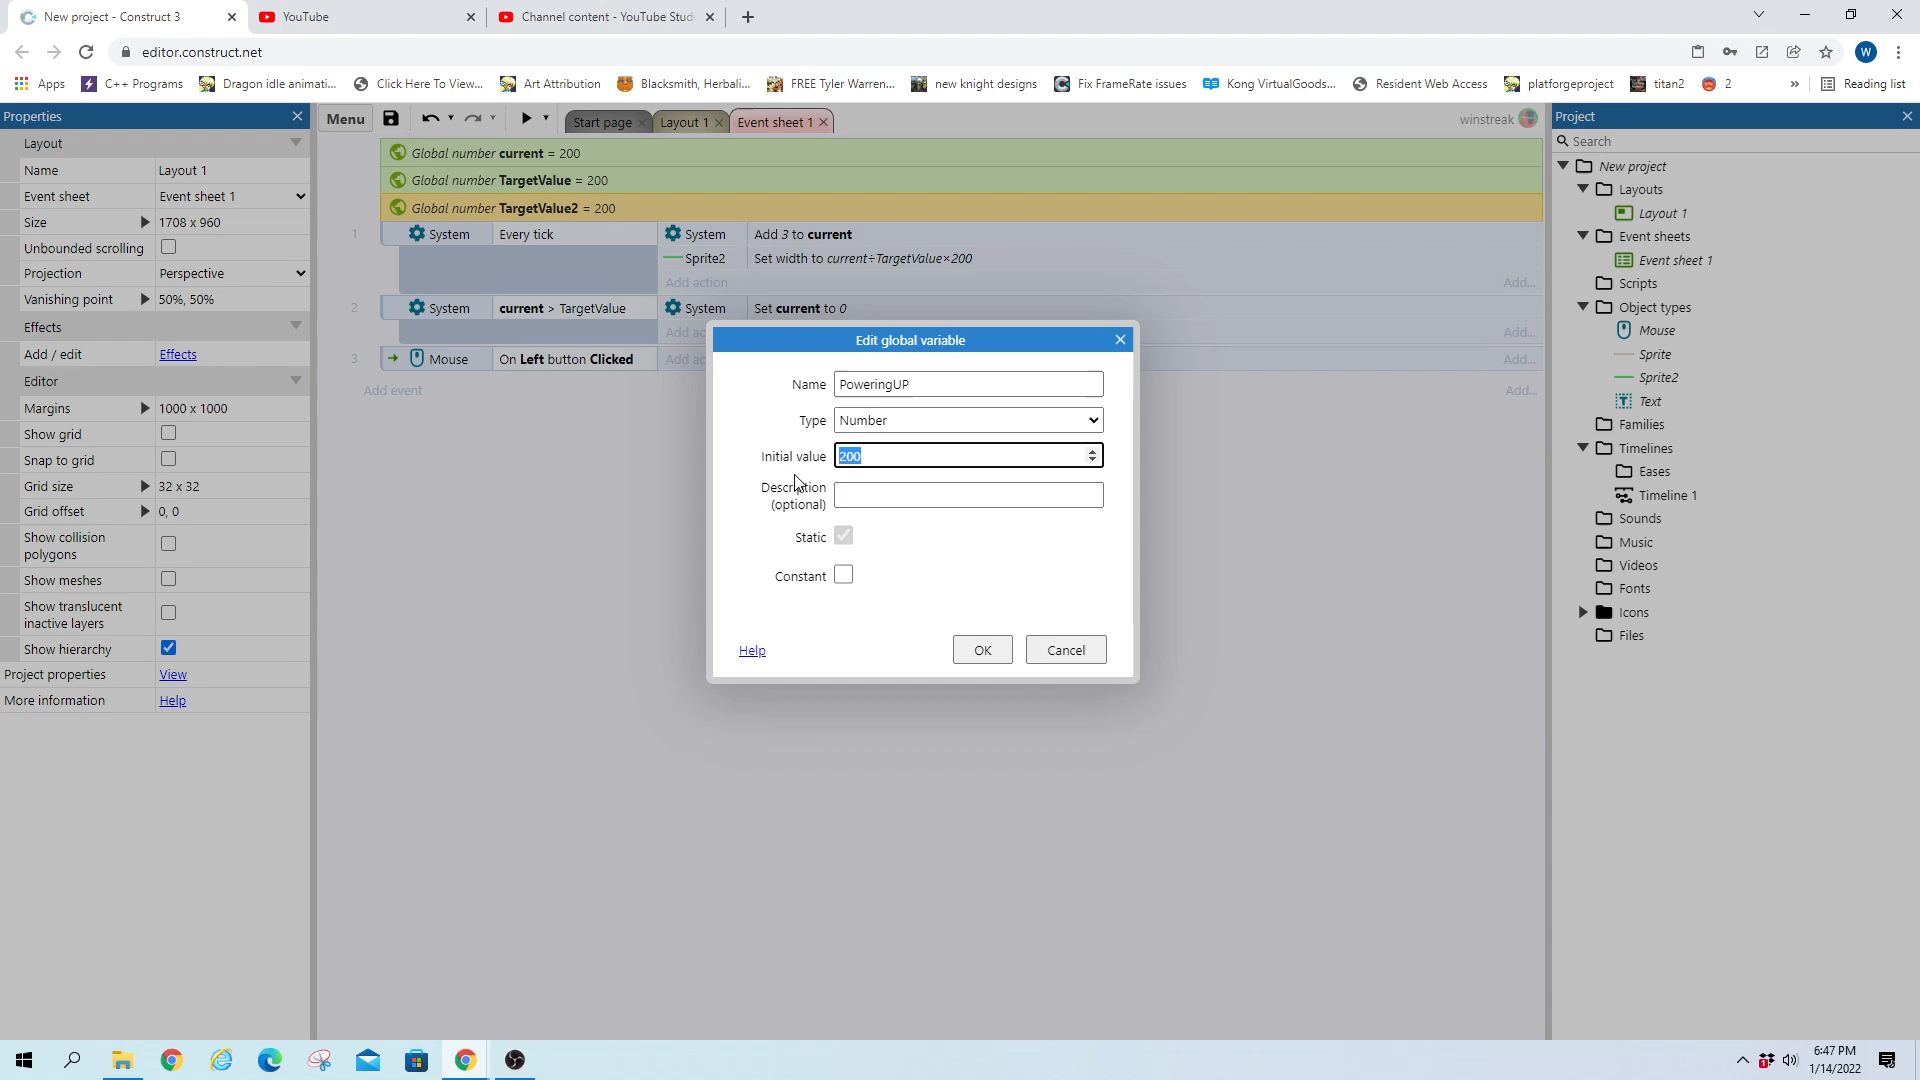 New project - Construct 3
YouTube
Channel content - YouTube Studi
editor.construct.net
W
Apps
C++ Programs
Dragon idle animati...
Click Here To View...
Art Attribution
Blacksmith, Herbali...
FREE Tyler Warren...
new knight designs
Fix FrameRate issues
Kong VirtualGoods...
Resident Web Access
platforgeproject
titan2
2
»
Reading list
Properties
Layout
Name Layout 1
Event sheet Event sheet 1
Size 1708 x 960
Unbounded scrolling
Projection Perspective
Vanishing point 50%, 50%
Effects
Add / edit Effects
Editor
Margins 1000 x 1000
Show grid
Snap to grid
Grid size 32 x 32
Grid offset 0, 0
Show collision
polygons
Show meshes
Show translucent
inactive layers
Show hierarchy
Project properties View
More information Help
Menu
Start page
Layout 1
Event sheet 1
winstreak
Global number current = 200
Global number TargetValue = 200
Global number TargetValue2 = 200
1 System Every tick System Add 3 to current
Sprite2 Set width to current÷TargetValue×200
Add action Add...
2 System current > TargetValue System Set current to 0
Add ac Add...
3 Mouse On Left button Clicked Add ac Add...
Add event Add...
Edit global variable
Name PoweringUP
Type Number
Initial value 200
Description
(optional)
Static
Constant
Help OK Cancel
Project
Search
New project
Layouts
Layout 1
Event sheets
Event sheet 1
Scripts
Object types
Mouse
Sprite
Sprite2
Text
Families
Timelines
Eases
Timeline 1
Sounds
Music
Videos
Fonts
Icons
Files
6:47 PM
1/14/2022